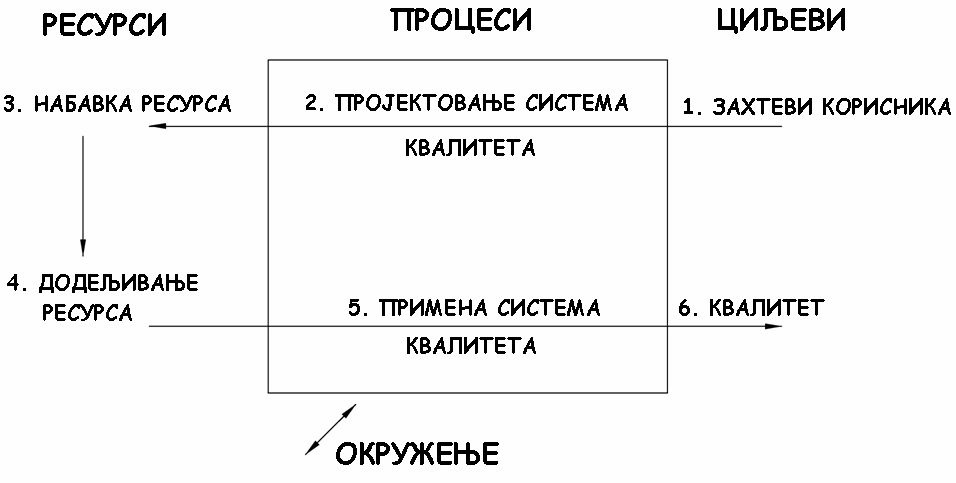 РЕСУРСИ ПРОЦЕСИ ЦИЉЕВИ
3. НАБАВКА РЕСУРСА 2. ПРОЈЕКТОВАЊЕ СИСТЕМА 1. ЗАХТЕВИ КОРИСНИКА
КВАЛИТЕТА
4. ДОДЕЉИВАЊЕ
РЕСУРСА
5. ПРИМЕНА СИСТЕМА 6. КВАЛИТЕТ
КВАЛИТЕТА
ОКРУЖЕЊЕ